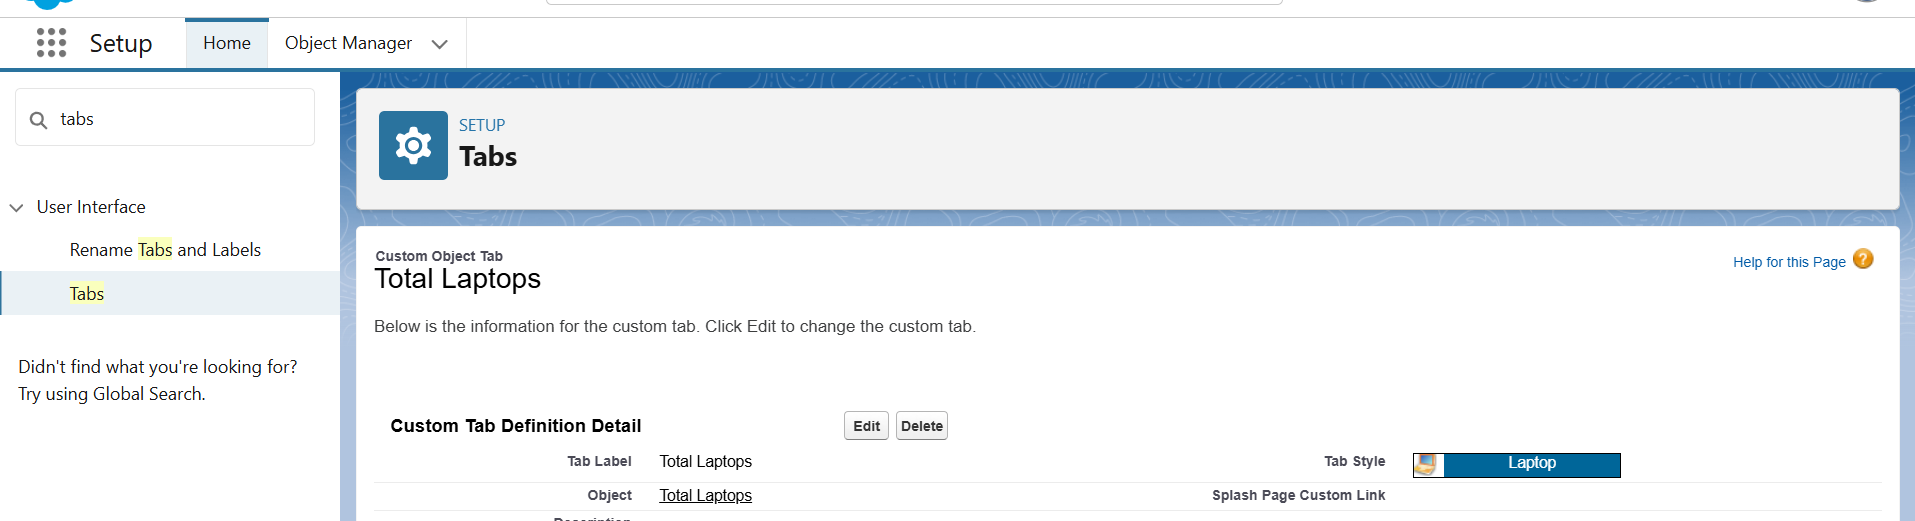 Setup
Home
Object Manager
tabs
User Interface
Rename Tabs and Labels
Tabs
Didn't find what you're looking for?
Try using Global Search.
SETUP
Tabs
Custom Object Tab
Total Laptops
Help for this Page
?
Below is the information for the custom tab. Click Edit to change the custom tab.
Custom Tab Definition Detail
Edit
Delete
Tab Label Total Laptops
Tab Style Laptop
Object Total Laptops
Splash Page Custom Link
Description